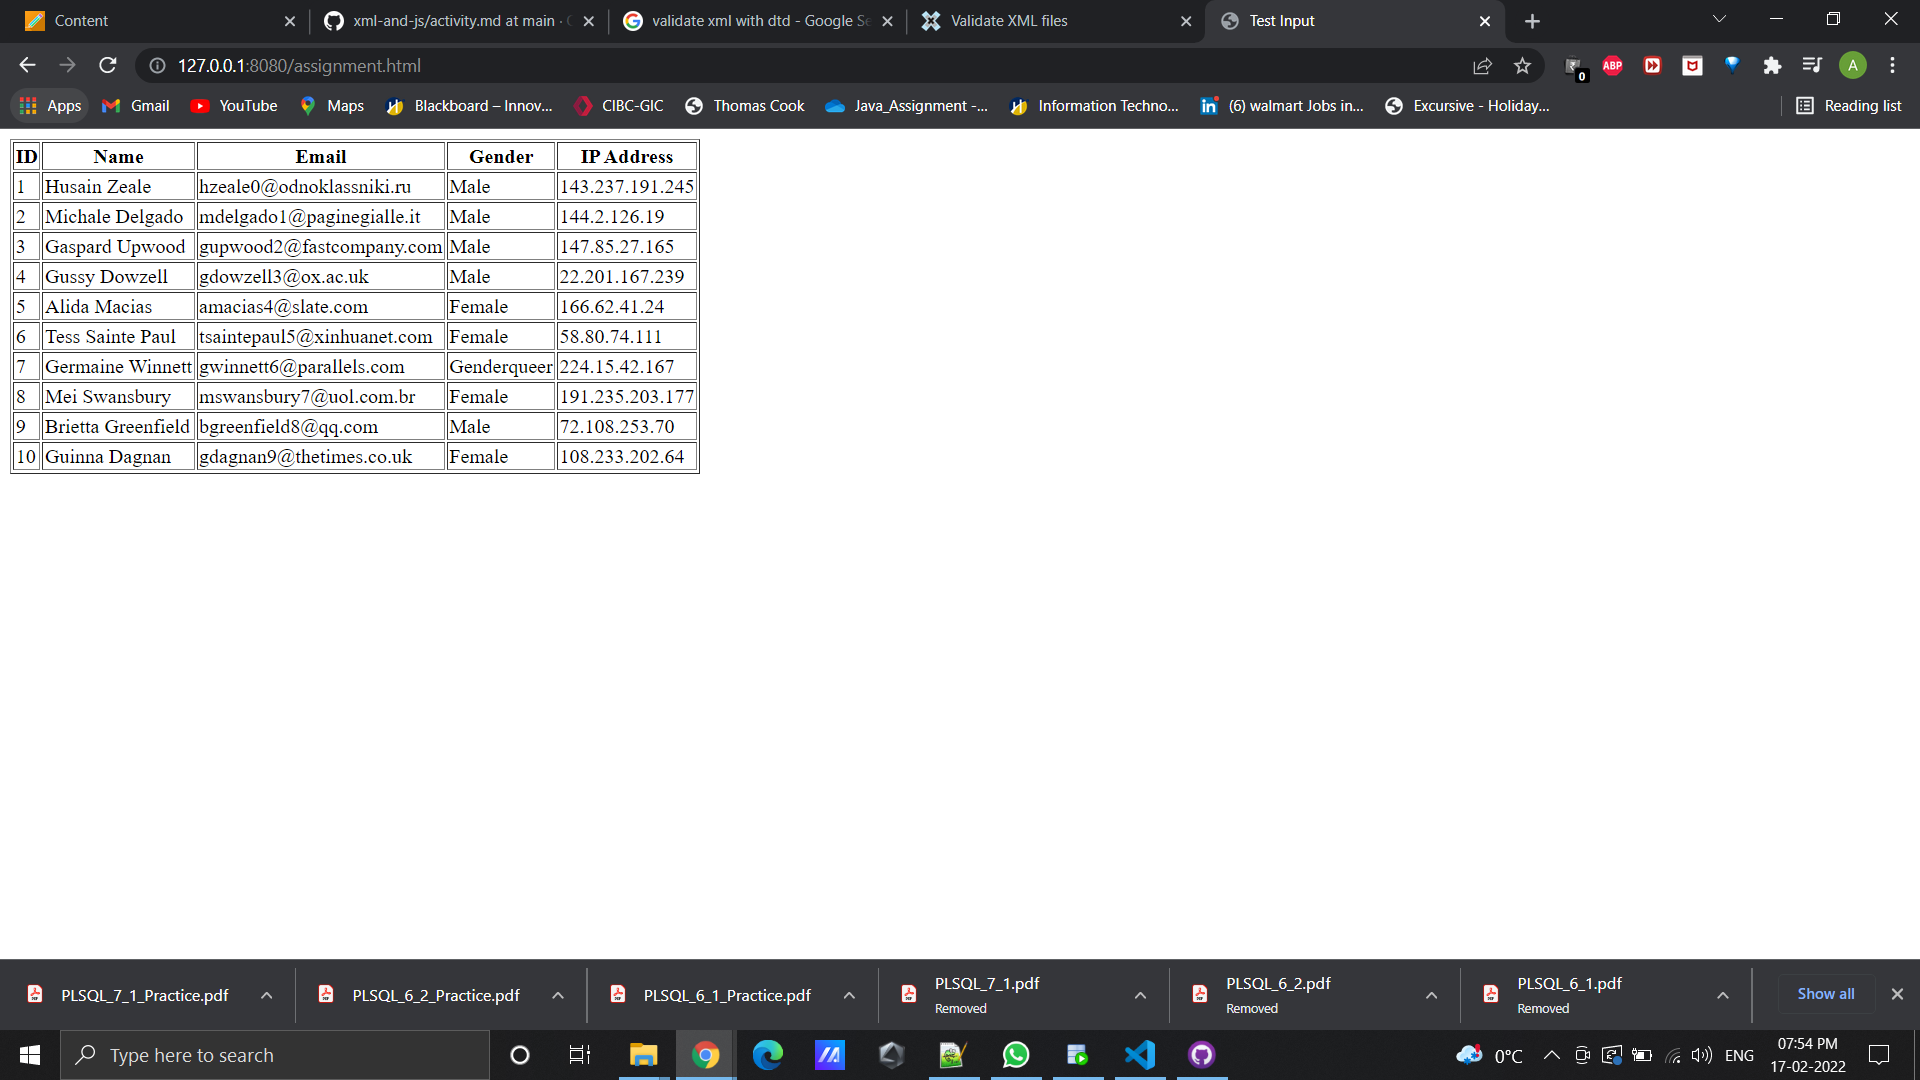 Content
xml-and-js/activity.md at main ·
validate xml with dtd - Google Se
Validate XML files
Test Input
127.0.0.1:8080/assignment.html
0
ABP
A
Apps
Gmail
YouTube
Maps
Blackboard – Innov...
CIBC-GIC
Thomas Cook
Java_Assignment -...
Information Techno...
in
(6) walmart Jobs in...
Excursive - Holiday...
Reading list
ID Name Email Gender IP Address
1 Husain Zeale hzeale0@odnoklassniki.ru Male 143.237.191.245
2 Michale Delgado mdelgado1@paginegialle.it Male 144.2.126.19
3 Gaspard Upwood gupwood2@fastcompany.com Male 147.85.27.165
4 Gussy Dowzell gdowzell3@ox.ac.uk Male 22.201.167.239
5 Alida Macias amacias4@slate.com Female 166.62.41.24
6 Tess Sainte Paul tsaintepaul5@xinhuanet.com Female 58.80.74.111
7 Germaine Winnett gwinnett6@parallels.com Genderqueer 224.15.42.167
8 Mei Swansbury mswansbury7@uol.com.br Female 191.235.203.177
9 Brietta Greenfield bgreenfield8@qq.com Male 72.108.253.70
10 Guinna Dagnan gdagnan9@thetimes.co.uk Female 108.233.202.64
PLSQL_7_1_Practice.pdf
PLSQL_6_2_Practice.pdf
PLSQL_6_1_Practice.pdf
PLSQL_7_1.pdf
Removed
PLSQL_6_2.pdf
Removed
PLSQL_6_1.pdf
Removed
Show all
Type here to search
0°C
ENG
07:54 PM
17-02-2022